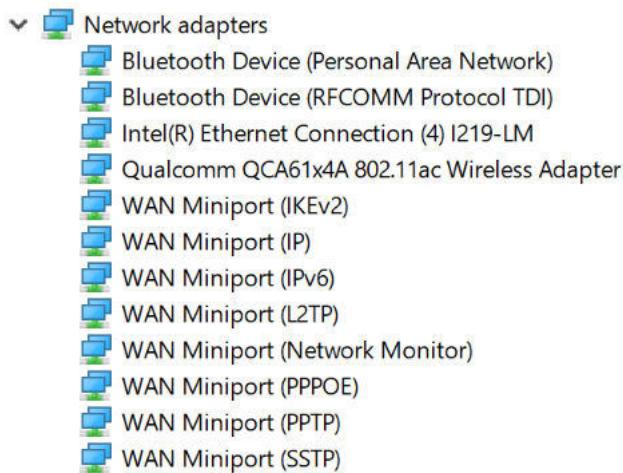 Network adapters
Bluetooth Device (Personal Area Network)
Bluetooth Device (RFCOMM Protocol TDI)
Intel(R) Ethernet Connection (4) I219-LM
Qualcomm QCA61x4A 802.11ac Wireless Adapter
WAN Miniport (IKEv2)
WAN Miniport (IP)
WAN Miniport (IPv6)
WAN Miniport (L2TP)
WAN Miniport (Network Monitor)
WAN Miniport (PPPOE)
WAN Miniport (PPTP)
WAN Miniport (SSTP)